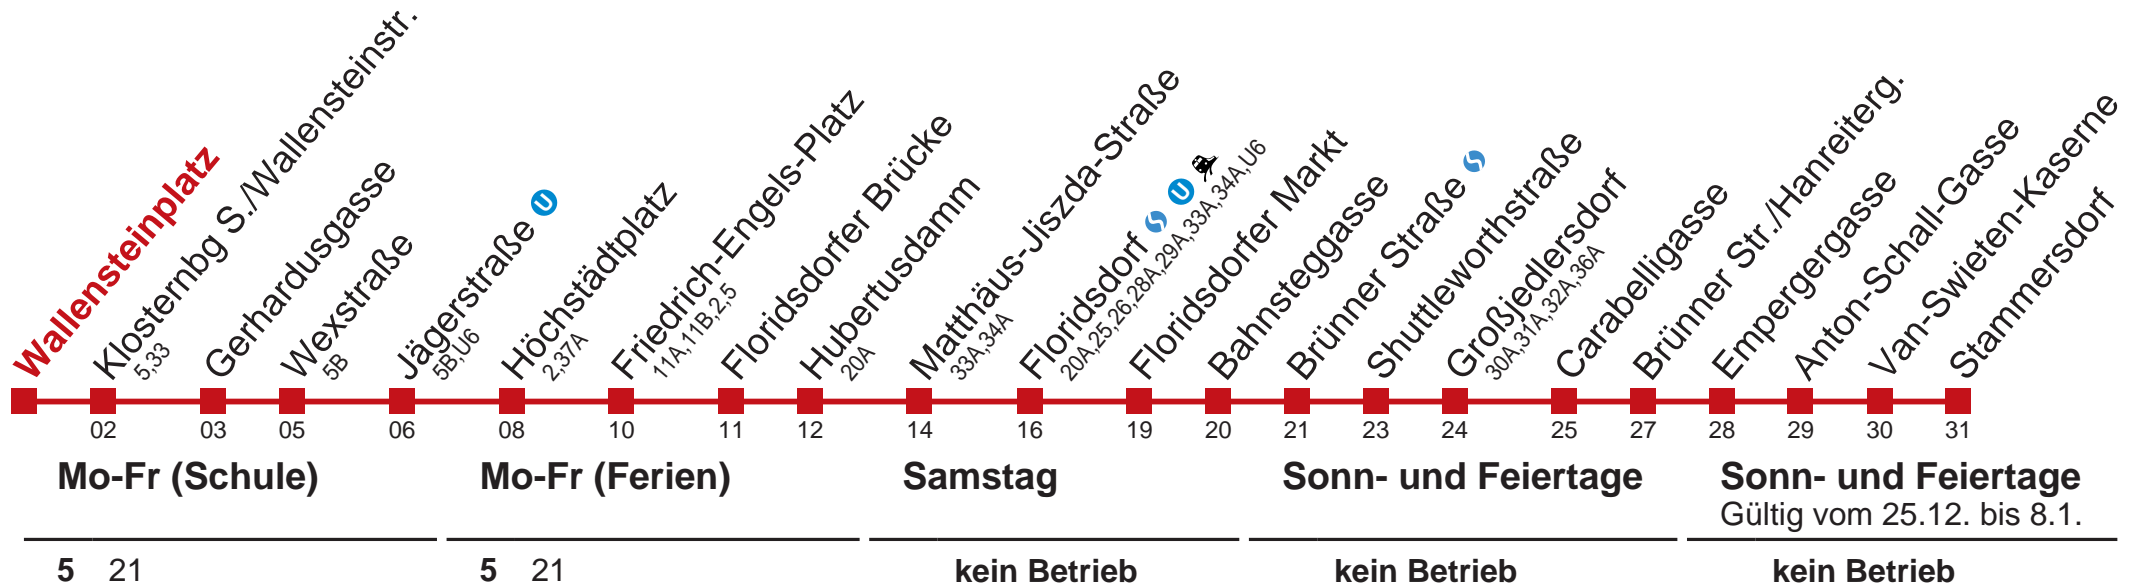 Wallensteinplatz
Klosternbg S./Wallensteinstr.
5,33
Gerhardusgasse
Wexstraße
5B
Jägerstraße U
5B,U6
Höchstädtplatz
2,37A
Friedrich-Engels-Platz
11A,11B,2,5
Floridsdorfer Brücke
Hubertusdamm
20A
Matthäus-Jiszda-Straße
33A,34A
Floridsdorf S U
20A,25,26,28A,29A,33A,34A,U6
Floridsdorfer Markt
Bahnsteggasse
Brünner Straße S
Shuttleworthstraße
Großjedlersdorf
30A,31A,32A,36A
Carabelligasse
Brünner Str./Hanreiterg.
Empergergasse
Anton-Schall-Gasse
Van-Swieten-Kaserne
Stammersdorf
02 03 05 06 08 10 11 12 14 16 19 20 21 23 24 25 27 28 29 30 31
Mo-Fr (Schule) Mo-Fr (Ferien) Samstag Sonn- und Feiertage Sonn- und Feiertage
Gültig vom 25.12. bis 8.1.
5 21 5 21 kein Betrieb kein Betrieb kein Betrieb